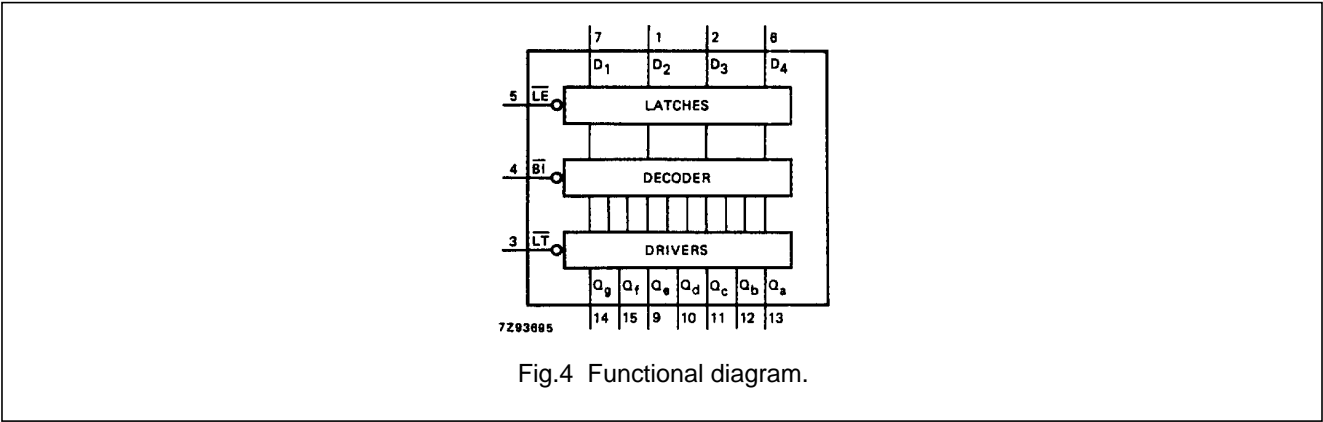 7 1 2 6
D1 D2 D3 D4
5 LE
LATCHES
4 BI
DECODER
3 LT
DRIVERS
Qg Qf Qe Qd Qc Qb Qa
14 15 9 10 11 12 13
7Z93695
Fig.4 Functional diagram.